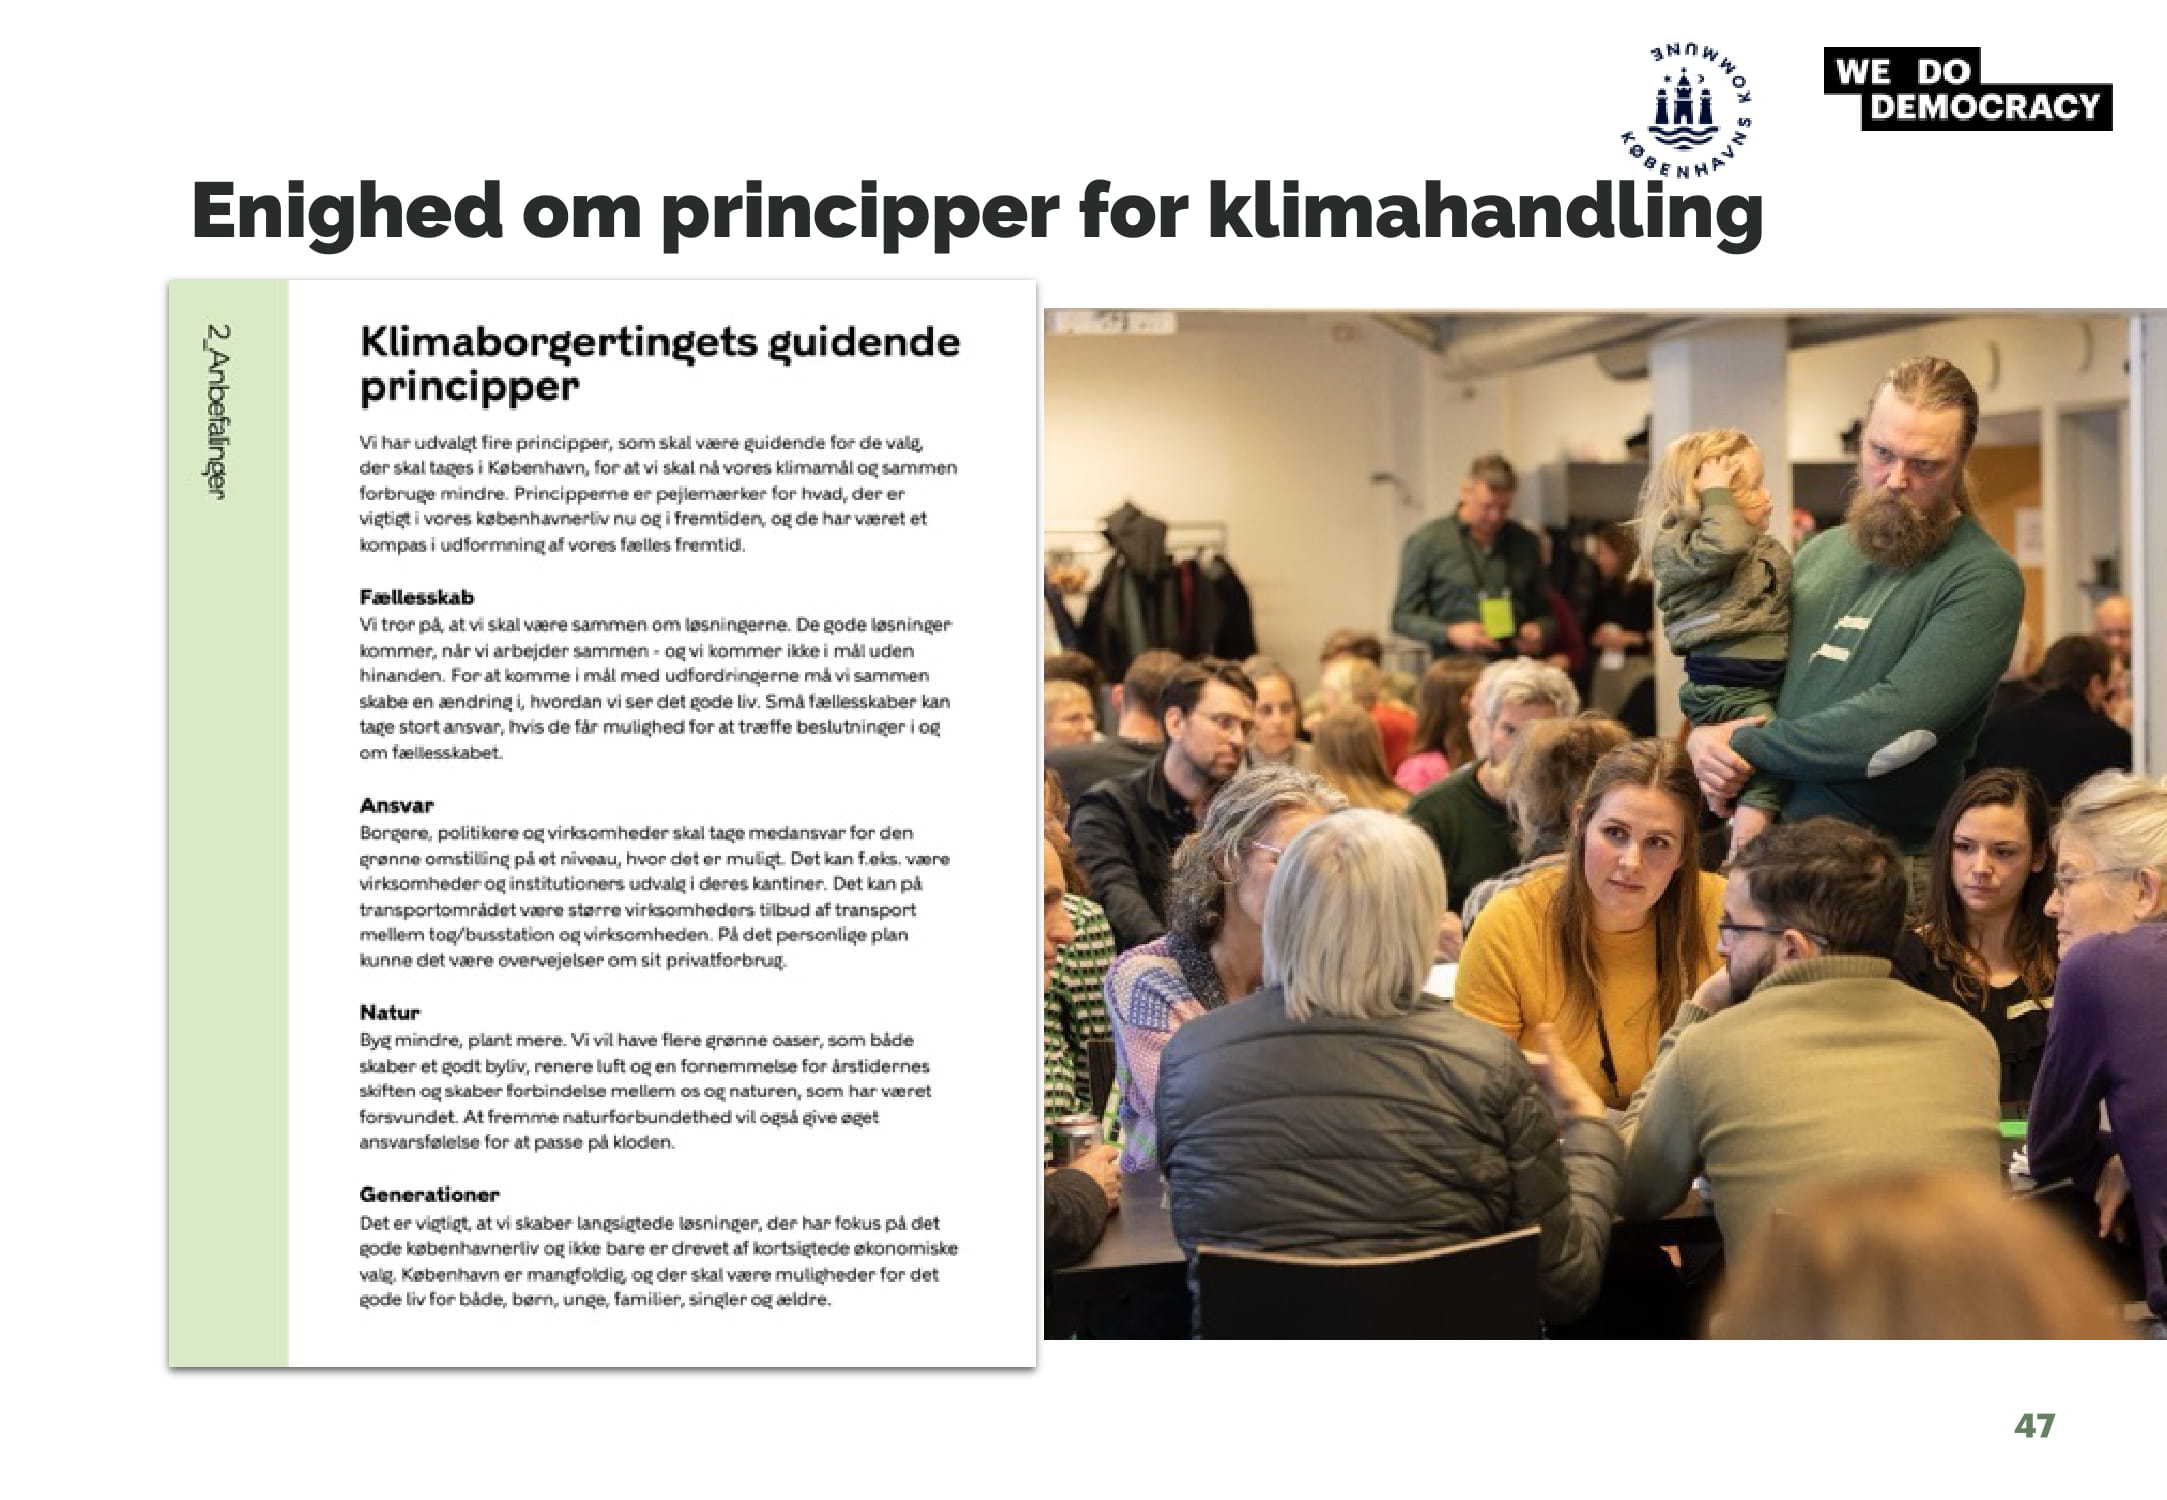 KØBENHAVNS KOMMUNE
WE DO
DEMOCRACY
Enighed om principper for klimahandling
2_Anbefalinger
Klimaborgertingets guidende
principper
Vi har udvalgt fire principper, som skal være guidende for de valg,
der skal tages i København, for at vi skal nå vores klimamål og sammen
forbruge mindre. Principperne er pejlemærker for hvad, der er
vigtigt i vores københavnerliv nu og i fremtiden, og de har været et
kompas i udformning af vores fælles fremtid.
Fællesskab
Vi tror på, at vi skal være sammen om løsningerne. De gode løsninger
kommer, når vi arbejder sammen - og vi kommer ikke i mål uden
hinanden. For at komme i mål med udfordringerne må vi sammen
skabe en ændring i, hvordan vi ser det gode liv. Små fællesskaber kan
tage stort ansvar, hvis de får mulighed for at træffe beslutninger i og
om fællesskabet.
Ansvar
Borgere, politikere og virksomheder skal tage medansvar for den
grønne omstilling på et niveau, hvor det er muligt. Det kan f.eks. være
virksomheder og institutioners udvalg i deres kantiner. Det kan på
transportområdet være større virksomheders tilbud af transport
mellem tog/busstation og virksomheden. På det personlige plan
kunne det være overvejelser om sit privatforbrug.
Natur
Byg mindre, plant mere. Vi vil have flere grønne oaser, som både
skaber et godt byliv, renere luft og en fornemmelse for årstidernes
skiften og skaber forbindelse mellem os og naturen, som har været
forsvundet. At fremme naturforbundethed vil også give øget
ansvarsfølelse for at passe på kloden.
Generationer
Det er vigtigt, at vi skaber langsigtede løsninger, der har fokus på det
gode københavnerliv og ikke bare er drevet af kortsigtede økonomiske
valg. København er mangfoldig, og der skal være muligheder for det
gode liv for både, børn, unge, familier, singler og ældre.
47